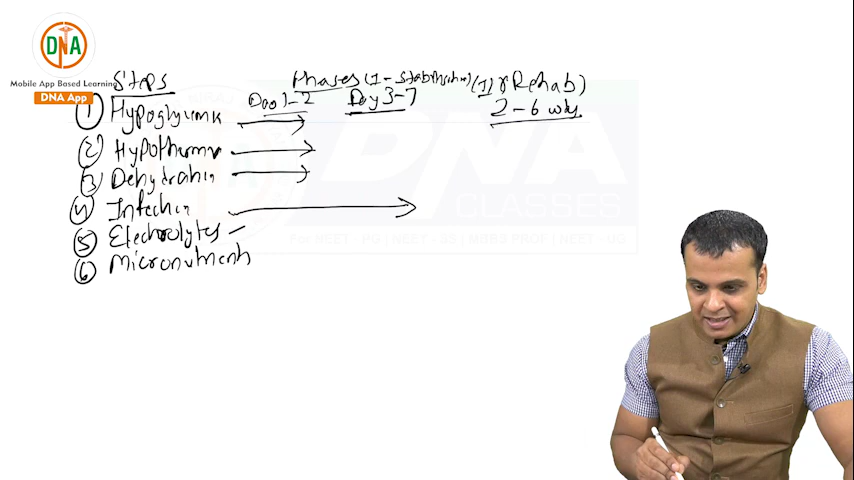 DNA
Mobile App Based Learning
DNA App
Steps
Phases (I - Stabilisation) (II) Rehab)
Day 1-2 Day 3-7 2-6 wks
① Hypoglycemia
② Hypothermia
③ Dehydration
④ Infection
⑤ Electrolytes -
⑥ Micronutrients
DNA
CLASSES